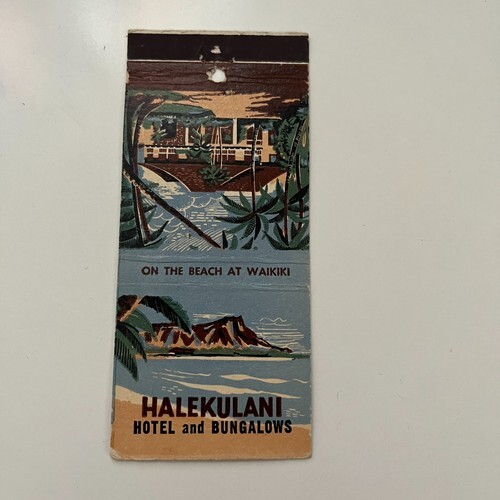 ON THE BEACH AT WAIKIKI
HALEKULANI
HOTEL and BUNGALOWS